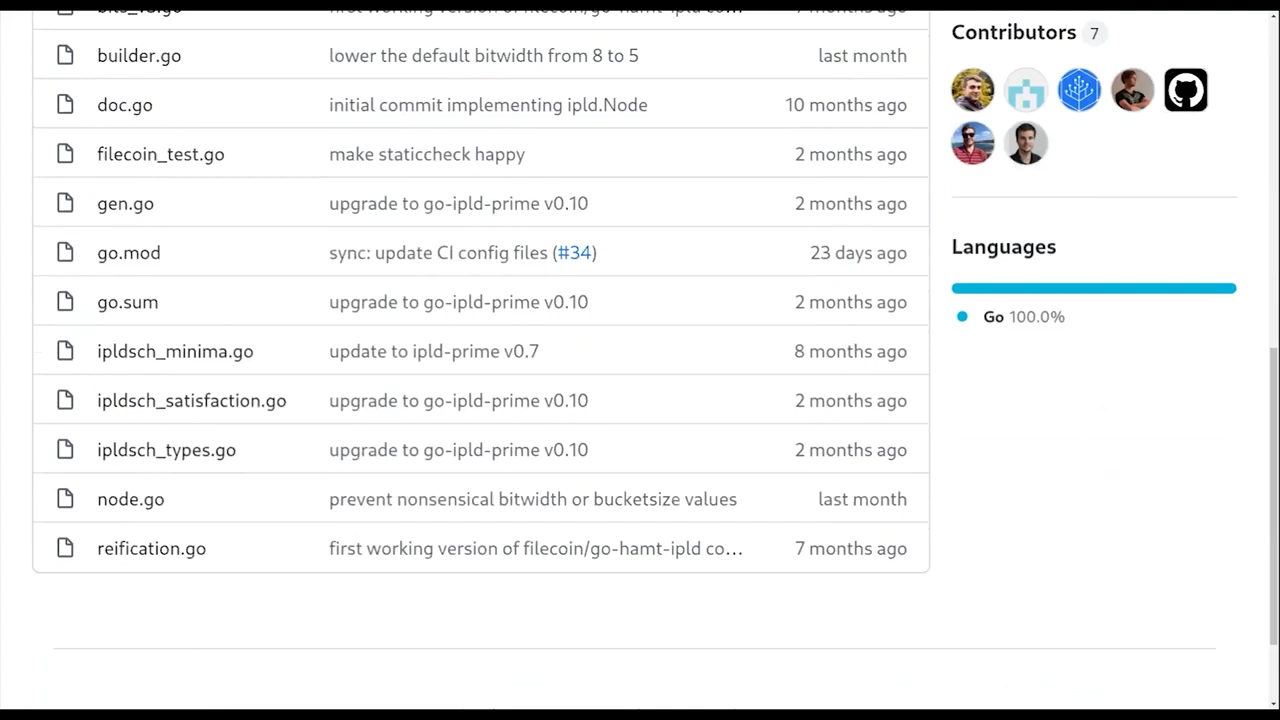 builder.go lower the default bitwidth from 8 to 5 last month
doc.go initial commit implementing ipld.Node 10 months ago
filecoin_test.go make staticcheck happy 2 months ago
gen.go upgrade to go-ipld-prime v0.10 2 months ago
go.mod sync: update CI config files (#34) 23 days ago
go.sum upgrade to go-ipld-prime v0.10 2 months ago
ipldsch_minima.go update to ipld-prime v0.7 8 months ago
ipldsch_satisfaction.go upgrade to go-ipld-prime v0.10 2 months ago
ipldsch_types.go upgrade to go-ipld-prime v0.10 2 months ago
node.go prevent nonsensical bitwidth or bucketsize values last month
reification.go first working version of filecoin/go-hamt-ipld co... 7 months ago
Contributors 7
Languages
Go 100.0%